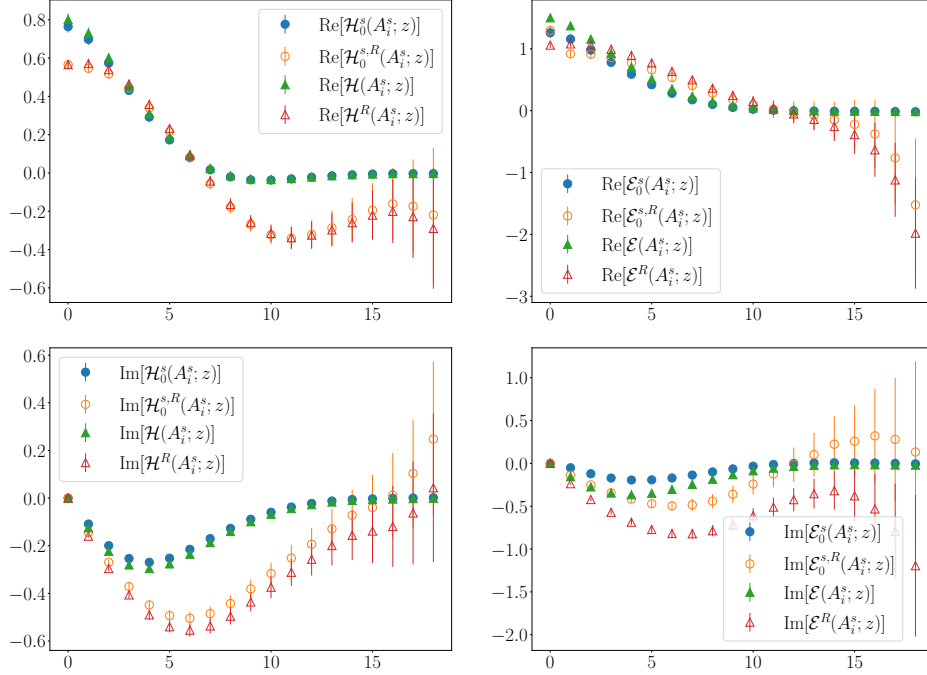 0.8
0.6
0.4
0.2
0.0
−0.2
−0.4
−0.6
0
5
10
15
Re[ℋ₀ˢ(Aᵢˢ; z)]
Re[ℋ₀ˢ,ᴿ(Aᵢˢ; z)]
Re[ℋ(Aᵢˢ; z)]
Re[ℋᴿ(Aᵢˢ; z)]
1
0
−1
−2
−3
0
5
10
15
Re[ℰ₀ˢ(Aᵢˢ; z)]
Re[ℰ₀ˢ,ᴿ(Aᵢˢ; z)]
Re[ℰ(Aᵢˢ; z)]
Re[ℰᴿ(Aᵢˢ; z)]
0.6
0.4
0.2
0.0
−0.2
−0.4
−0.6
0
5
10
15
Im[ℋ₀ˢ(Aᵢˢ; z)]
Im[ℋ₀ˢ,ᴿ(Aᵢˢ; z)]
Im[ℋ(Aᵢˢ; z)]
Im[ℋᴿ(Aᵢˢ; z)]
1.0
0.5
0.0
−0.5
−1.0
−1.5
−2.0
0
5
10
15
Im[ℰ₀ˢ(Aᵢˢ; z)]
Im[ℰ₀ˢ,ᴿ(Aᵢˢ; z)]
Im[ℰ(Aᵢˢ; z)]
Im[ℰᴿ(Aᵢˢ; z)]